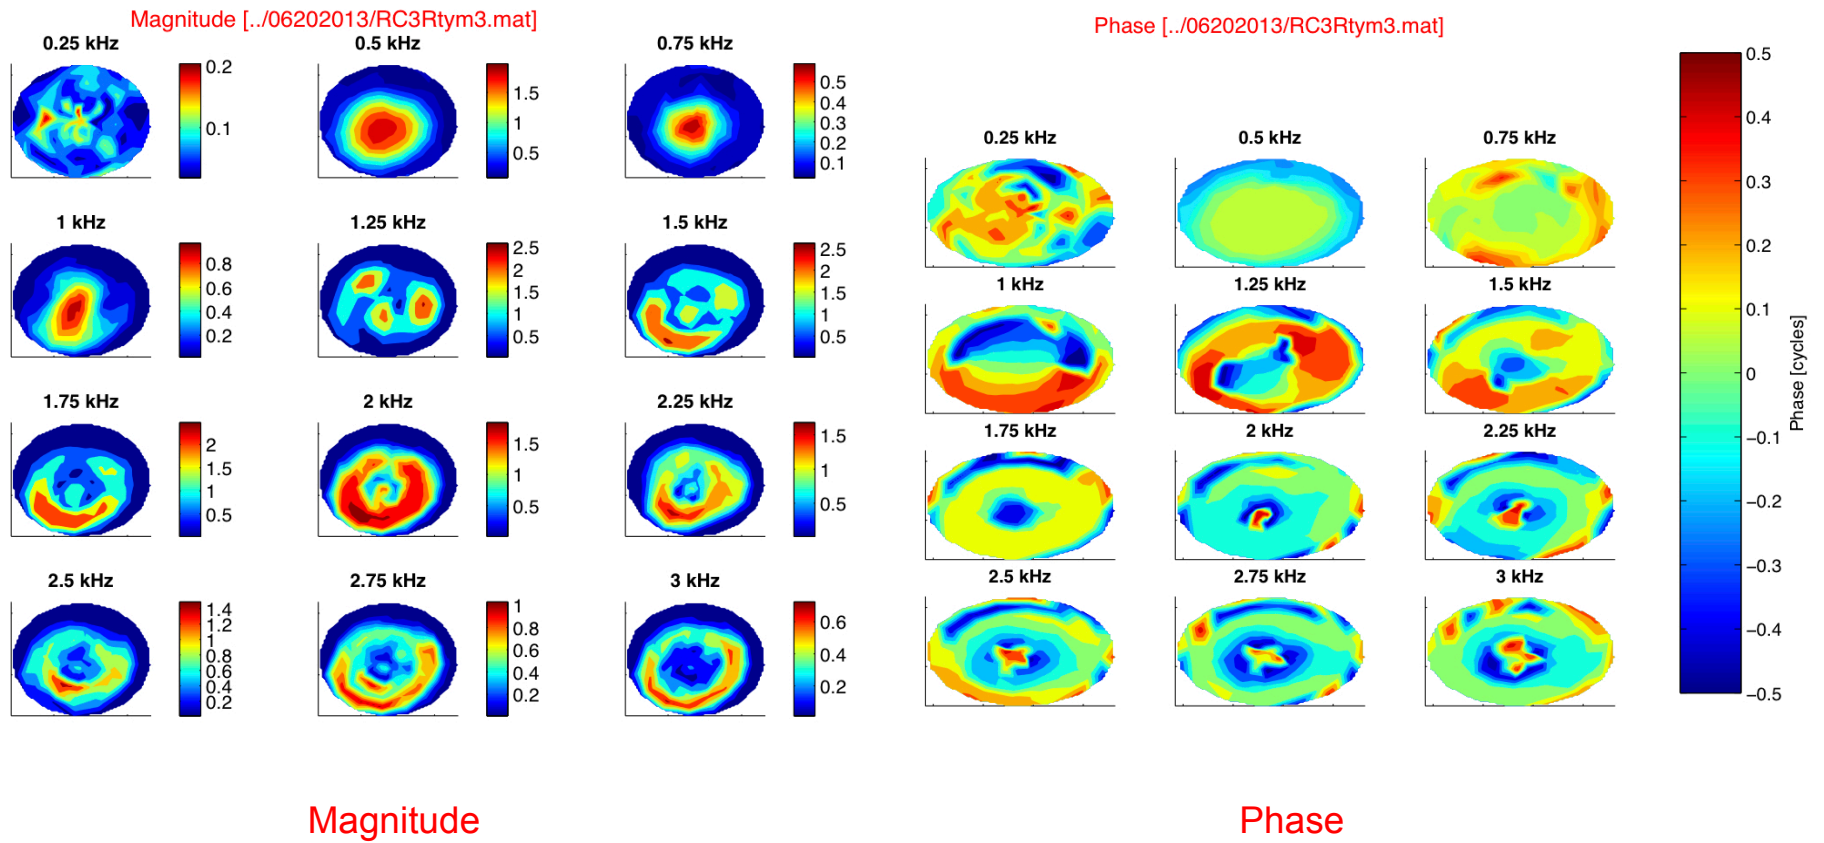 Magnitude [../06202013/RC3Rtym3.mat]
0.25 kHz
0.2
0.1
0.5 kHz
1.5
1
0.5
0.75 kHz
0.5
0.4
0.3
0.2
0.1
1 kHz
0.8
0.6
0.4
0.2
1.25 kHz
2.5
2
1.5
1
0.5
1.5 kHz
2.5
2
1.5
1
0.5
1.75 kHz
2
1.5
1
0.5
2 kHz
1.5
1
0.5
2.25 kHz
1.5
1
0.5
2.5 kHz
1.4
1.2
1
0.8
0.6
0.4
0.2
2.75 kHz
1
0.8
0.6
0.4
0.2
3 kHz
0.6
0.4
0.2
Magnitude
Phase [../06202013/RC3Rtym3.mat]
0.25 kHz
0.5 kHz
0.75 kHz
1 kHz
1.25 kHz
1.5 kHz
1.75 kHz
2 kHz
2.25 kHz
2.5 kHz
2.75 kHz
3 kHz
0.5
0.4
0.3
0.2
0.1
0
−0.1
−0.2
−0.3
−0.4
−0.5
Phase [cycles]
Phase